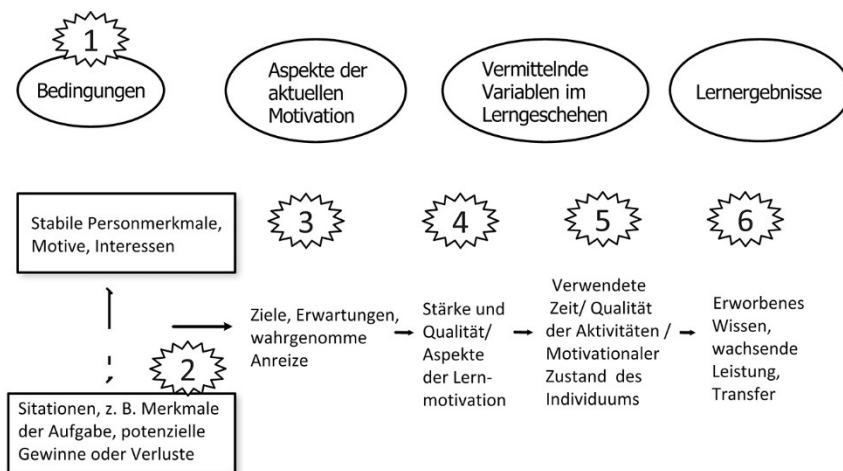 1
Bedingungen
Aspekte der
aktuellen
Motivation
Vermittelnde
Variablen im
Lerngeschehen
Lernergebnisse
Stabile Personmerkmale,
Motive, Interessen
3
4
5
6
Ziele, Erwartungen,
wahrgenomme
Anreize
Stärke und
Qualität/
Aspekte
der Lern-
motivation
Verwendete
Zeit/ Qualität
der Aktivitäten /
Motivationaler
Zustand des
Individuums
Erworbenes
Wissen,
wachsende
Leistung,
Transfer
2
Sitationen, z. B. Merkmale
der Aufgabe, potenzielle
Gewinne oder Verluste